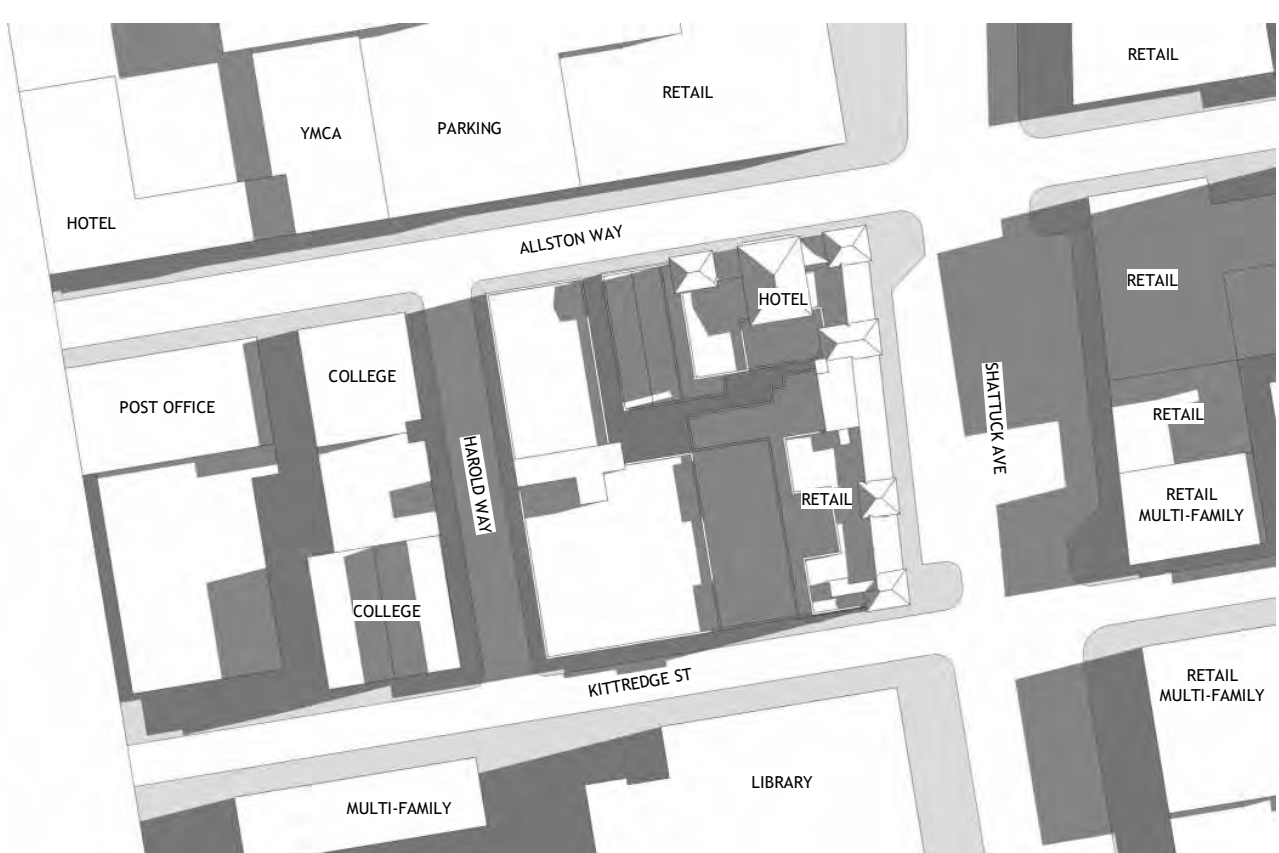 RETAIL
RETAIL
PARKING
YMCA
HOTEL
ALLSTON WAY
RETAIL
HOTEL
COLLEGE
POST OFFICE
SHATTUCK AVE
RETAIL
HAROLD WAY
RETAIL
RETAIL
MULTI-FAMILY
COLLEGE
KITTREDGE ST
RETAIL
MULTI-FAMILY
LIBRARY
MULTI-FAMILY